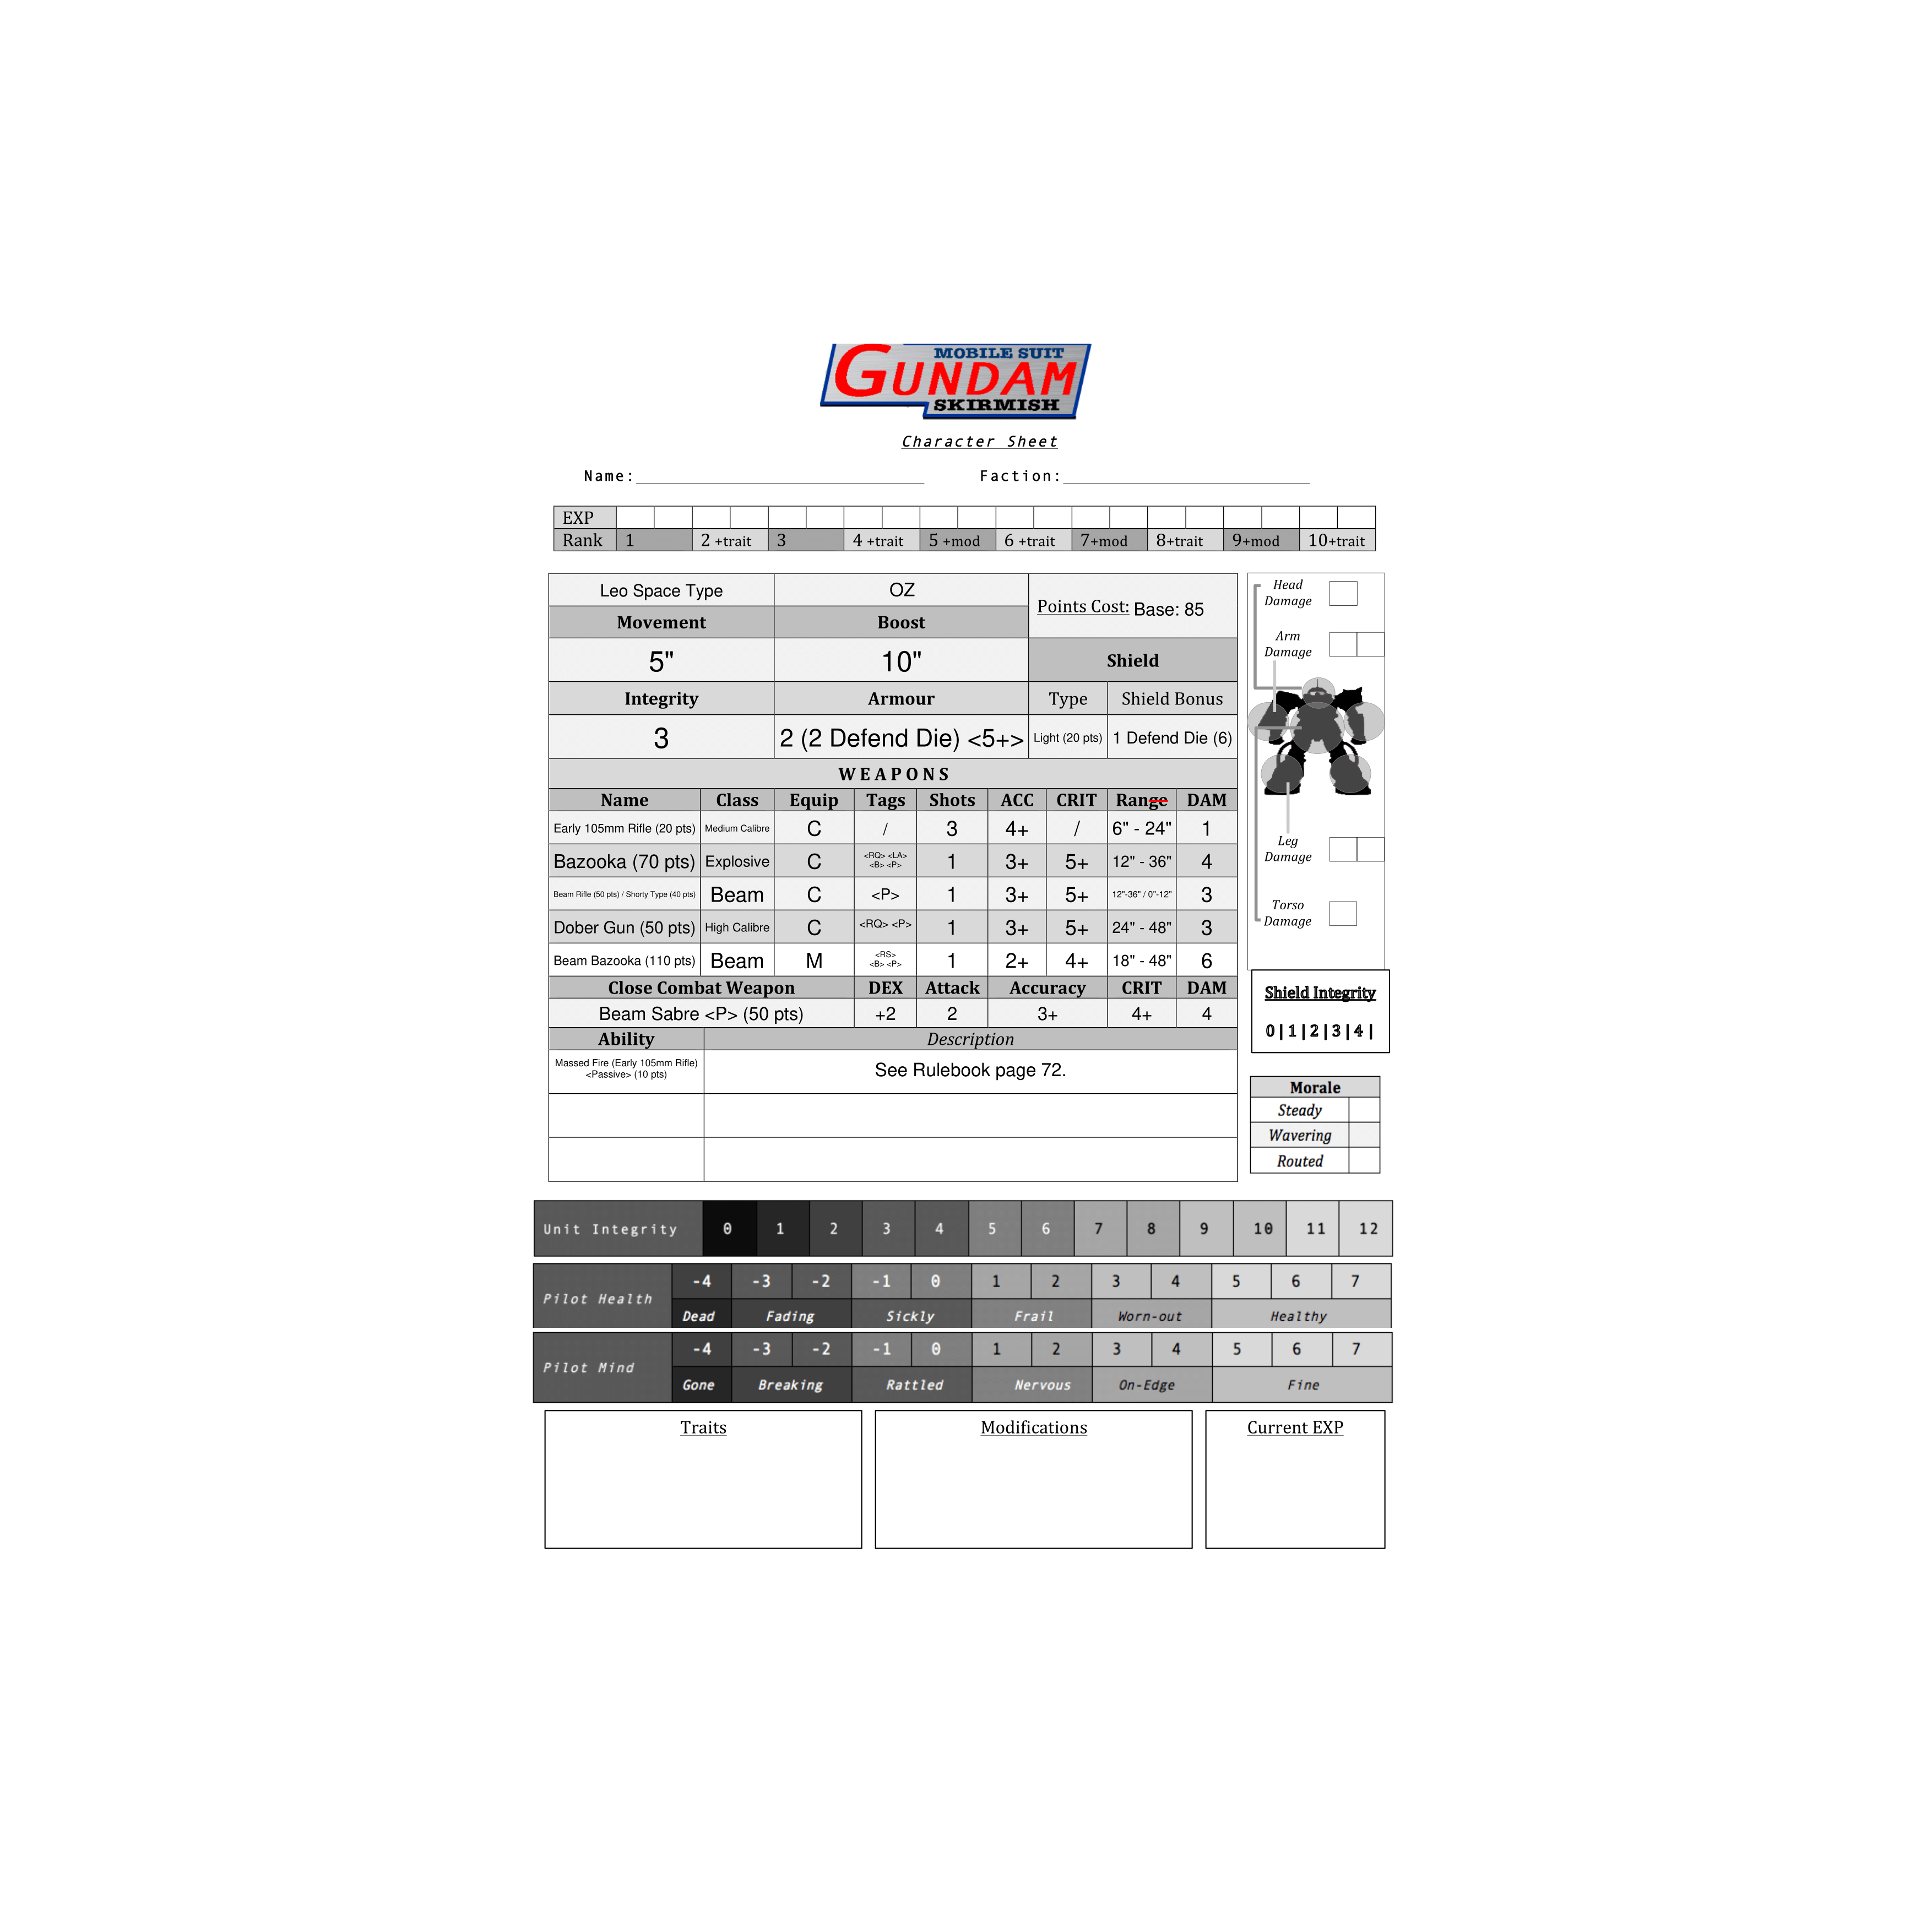 MOBILE SUIT
GUNDAM
SKIRMISH
Character Sheet
Name: Faction:
EXP
Rank 1 2 +trait 3 4 +trait 5 +mod 6 +trait 7+mod 8+trait 9+mod 10+trait
Leo Space Type OZ Points Cost: Base: 85
Movement Boost
5" 10" Shield
Integrity Armour Type Shield Bonus
3 2 (2 Defend Die) <5+> Light (20 pts) 1 Defend Die (6)
WEAPONS
Name Class Equip Tags Shots ACC CRIT Range DAM
Early 105mm Rifle (20 pts) Medium Calibre C / 3 4+ / 6" - 24" 1
Bazooka (70 pts) Explosive C <RQ> <LA> <B> <P> 1 3+ 5+ 12" - 36" 4
Beam Rifle (50 pts) / Shorty Type (40 pts) Beam C <P> 1 3+ 5+ 12"-36" / 0"-12" 3
Dober Gun (50 pts) High Calibre C <RQ> <P> 1 3+ 5+ 24" - 48" 3
Beam Bazooka (110 pts) Beam M <RS> <B> <P> 1 2+ 4+ 18" - 48" 6
Close Combat Weapon DEX Attack Accuracy CRIT DAM
Beam Sabre <P> (50 pts) +2 2 3+ 4+ 4
Ability Description
Massed Fire (Early 105mm Rifle)
<Passive> (10 pts)
See Rulebook page 72.
Head
Damage
Arm
Damage
Leg
Damage
Torso
Damage
Shield Integrity
0|1|2|3|4|
Morale
Steady
Wavering
Routed
Unit Integrity 0 1 2 3 4 5 6 7 8 9 10 11 12
Pilot Health -4 -3 -2 -1 0 1 2 3 4 5 6 7
Dead Fading Sickly Frail Worn-out Healthy
Pilot Mind -4 -3 -2 -1 0 1 2 3 4 5 6 7
Gone Breaking Rattled Nervous On-Edge Fine
Traits Modifications Current EXP